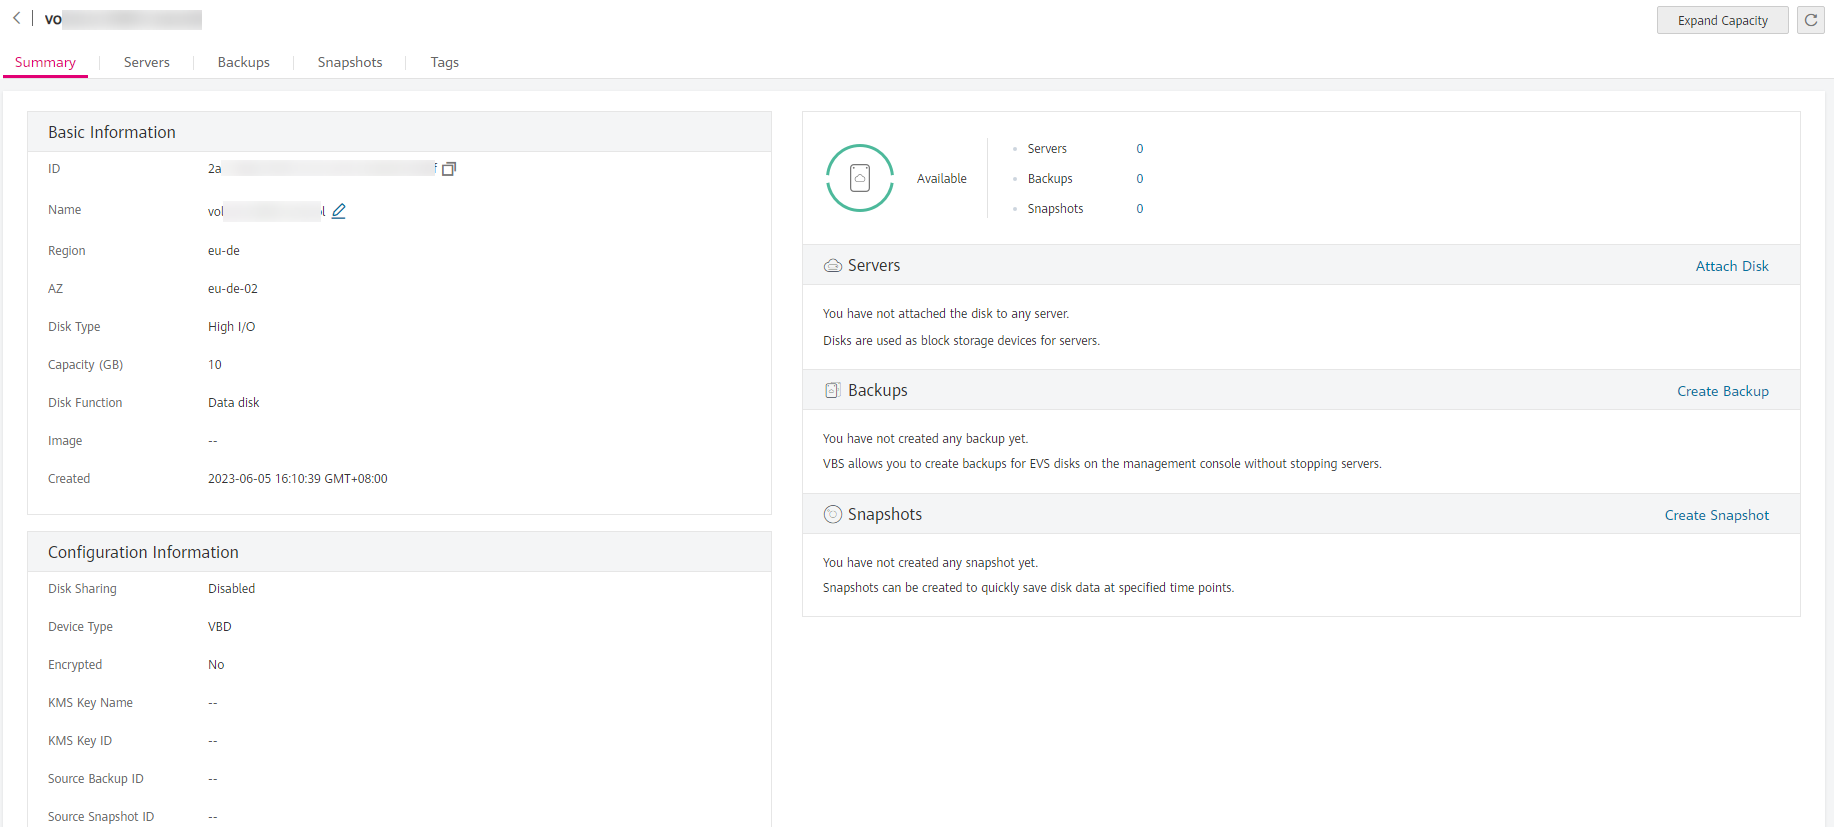 Expand Capacity
Summary
Servers
Backups
Snapshots
Tags
Basic Information
ID
Name
Region eu-de
AZ eu-de-02
Disk Type High I/O
Capacity (GB) 10
Disk Function Data disk
Image --
Created 2023-06-05 16:10:39 GMT+08:00
Configuration Information
Disk Sharing Disabled
Device Type VBD
Encrypted No
KMS Key Name --
KMS Key ID --
Source Backup ID --
Source Snapshot ID --
Available
Servers 0
Backups 0
Snapshots 0
Servers Attach Disk
You have not attached the disk to any server.
Disks are used as block storage devices for servers.
Backups Create Backup
You have not created any backup yet.
VBS allows you to create backups for EVS disks on the management console without stopping servers.
Snapshots Create Snapshot
You have not created any snapshot yet.
Snapshots can be created to quickly save disk data at specified time points.